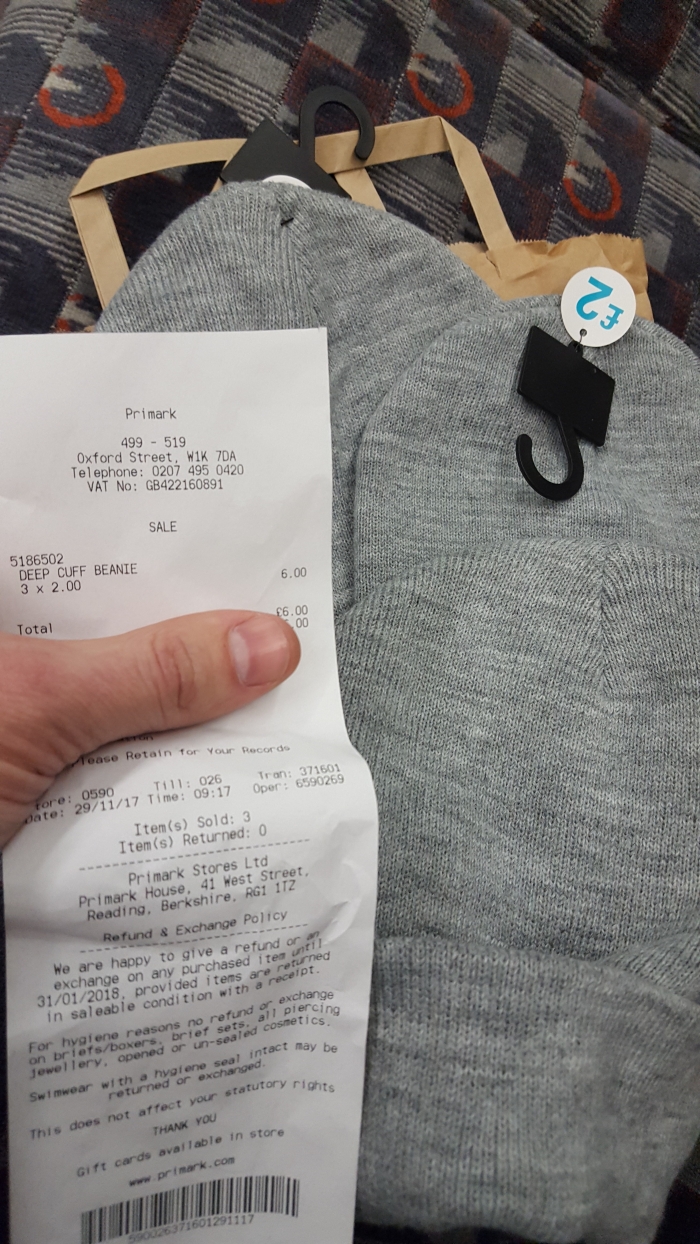 £2
Primark
499 - 519
Oxford Street, W1K 7DA
Telephone: 0207 495 0420
VAT No: GB422160891
SALE
5186502
DEEP CUFF BEANIE 6.00
3 x 2.00
£6.00
Total .00
Please Retain for Your Records
tore: 0590 Till: 026 Tran: 371601
Date: 29/11/17 Time: 09:17 Oper: 6590269
Item(s) Sold: 3
Item(s) Returned: 0
Primark Stores Ltd
Primark House, 41 West Street,
Reading, Berkshire, RG1 1TZ
Refund & Exchange Policy
We are happy to give a refund or an
exchange on any purchased item until
31/01/2018, provided items are returned
in saleable condition with a receipt.
For hygiene reasons no refund or exchange
on briefs/boxers, brief sets, all piercing
jewellery, opened or un-sealed cosmetics.
Swimwear with a hygiene seal intact may be
returned or exchanged.
This does not affect your statutory rights
THANK YOU
Gift cards available in store
www.primark.com
590026371601291117